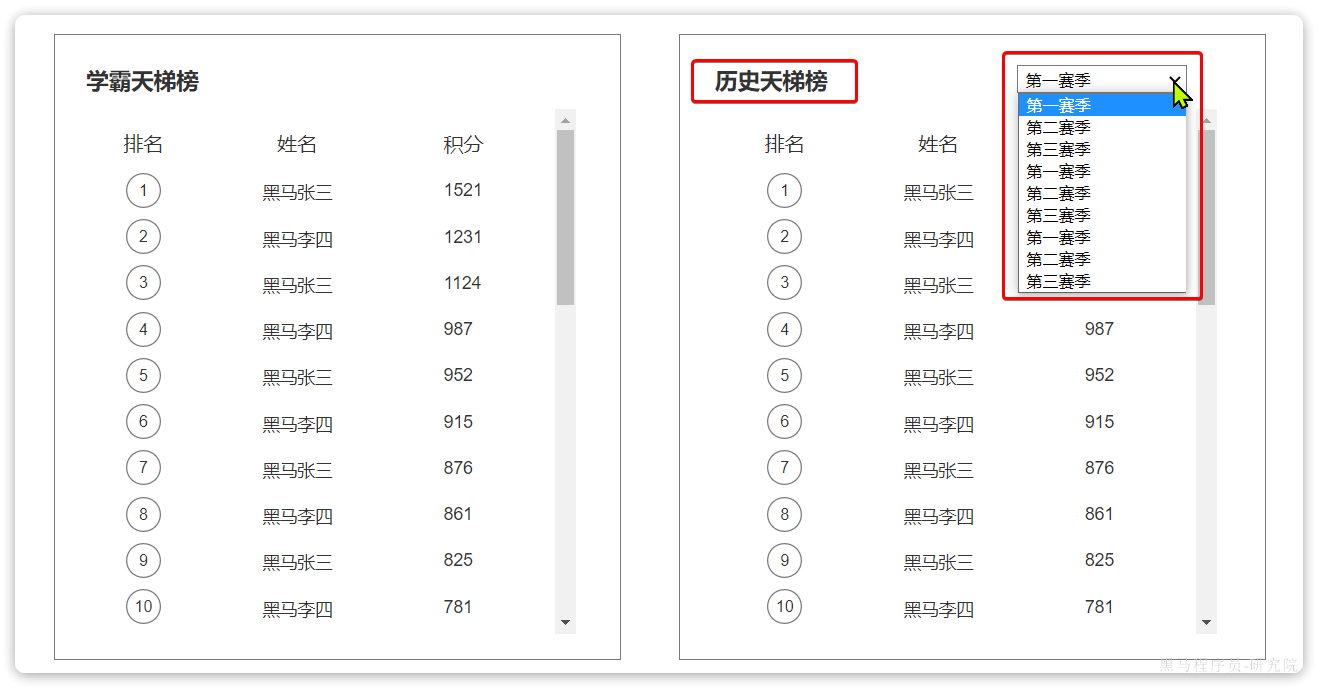 学霸天梯榜
排名 姓名 积分
1 黑马张三 1521
2 黑马李四 1231
3 黑马张三 1124
4 黑马李四 987
5 黑马张三 952
6 黑马李四 915
7 黑马张三 876
8 黑马李四 861
9 黑马张三 825
10 黑马李四 781
历史天梯榜
第一赛季
第一赛季
第二赛季
第三赛季
第一赛季
第二赛季
第三赛季
第一赛季
第二赛季
第三赛季
排名 姓名
1 黑马张三
2 黑马李四
3 黑马张三
4 黑马李四 987
5 黑马张三 952
6 黑马李四 915
7 黑马张三 876
8 黑马李四 861
9 黑马张三 825
10 黑马李四 781
黑马程序员-研究院